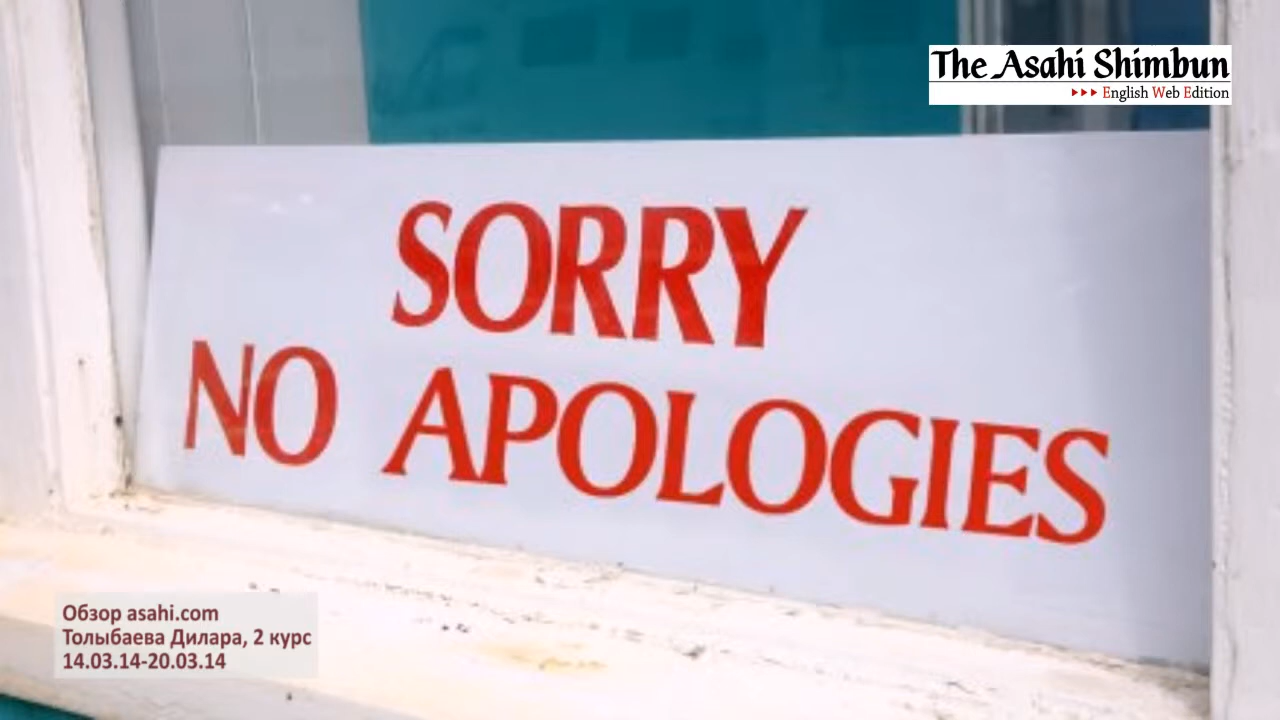 The Asahi Shimbun
English Web Edition
SORRY
NO APOLOGIES
Обзор asahi.com
Толыбаева Дилара, 2 курс
14.03.14-20.03.14